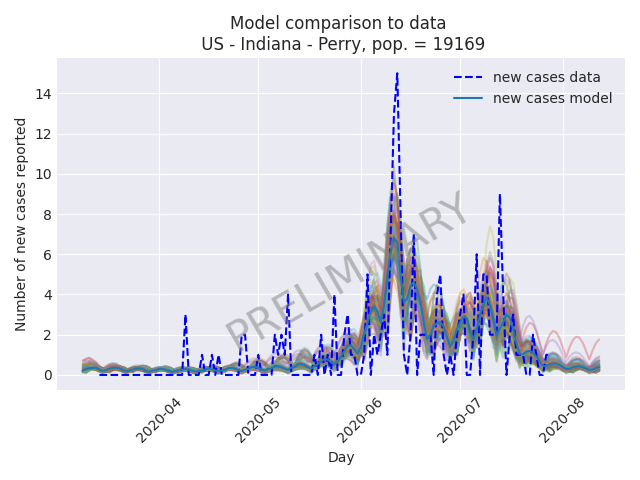 Model comparison to data
US - Indiana - Perry, pop. = 19169
new cases data
new cases model
PRELIMINARY
Number of new cases reported
14
12
10
8
6
4
2
0
2020-04
2020-05
2020-06
2020-07
2020-08
Day